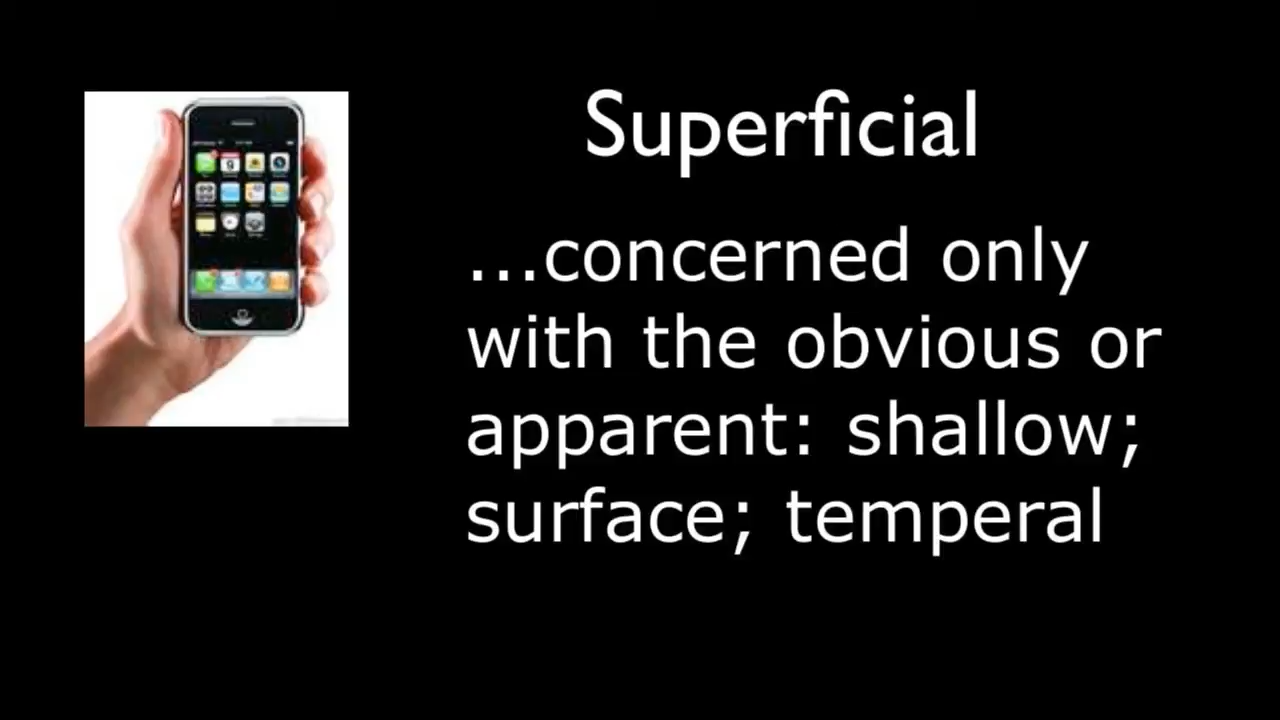 Superficial
...concerned only
with the obvious or
apparent: shallow;
surface; temperal